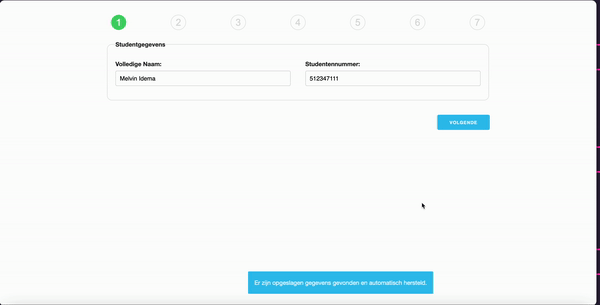 1 2 3 4 5 6 7
Studentgegevens
Volledige Naam: Studentennummer:
Melvin Idema 512347111
VOLGENDE
Er zijn opgeslagen gegevens gevonden en automatisch hersteld.